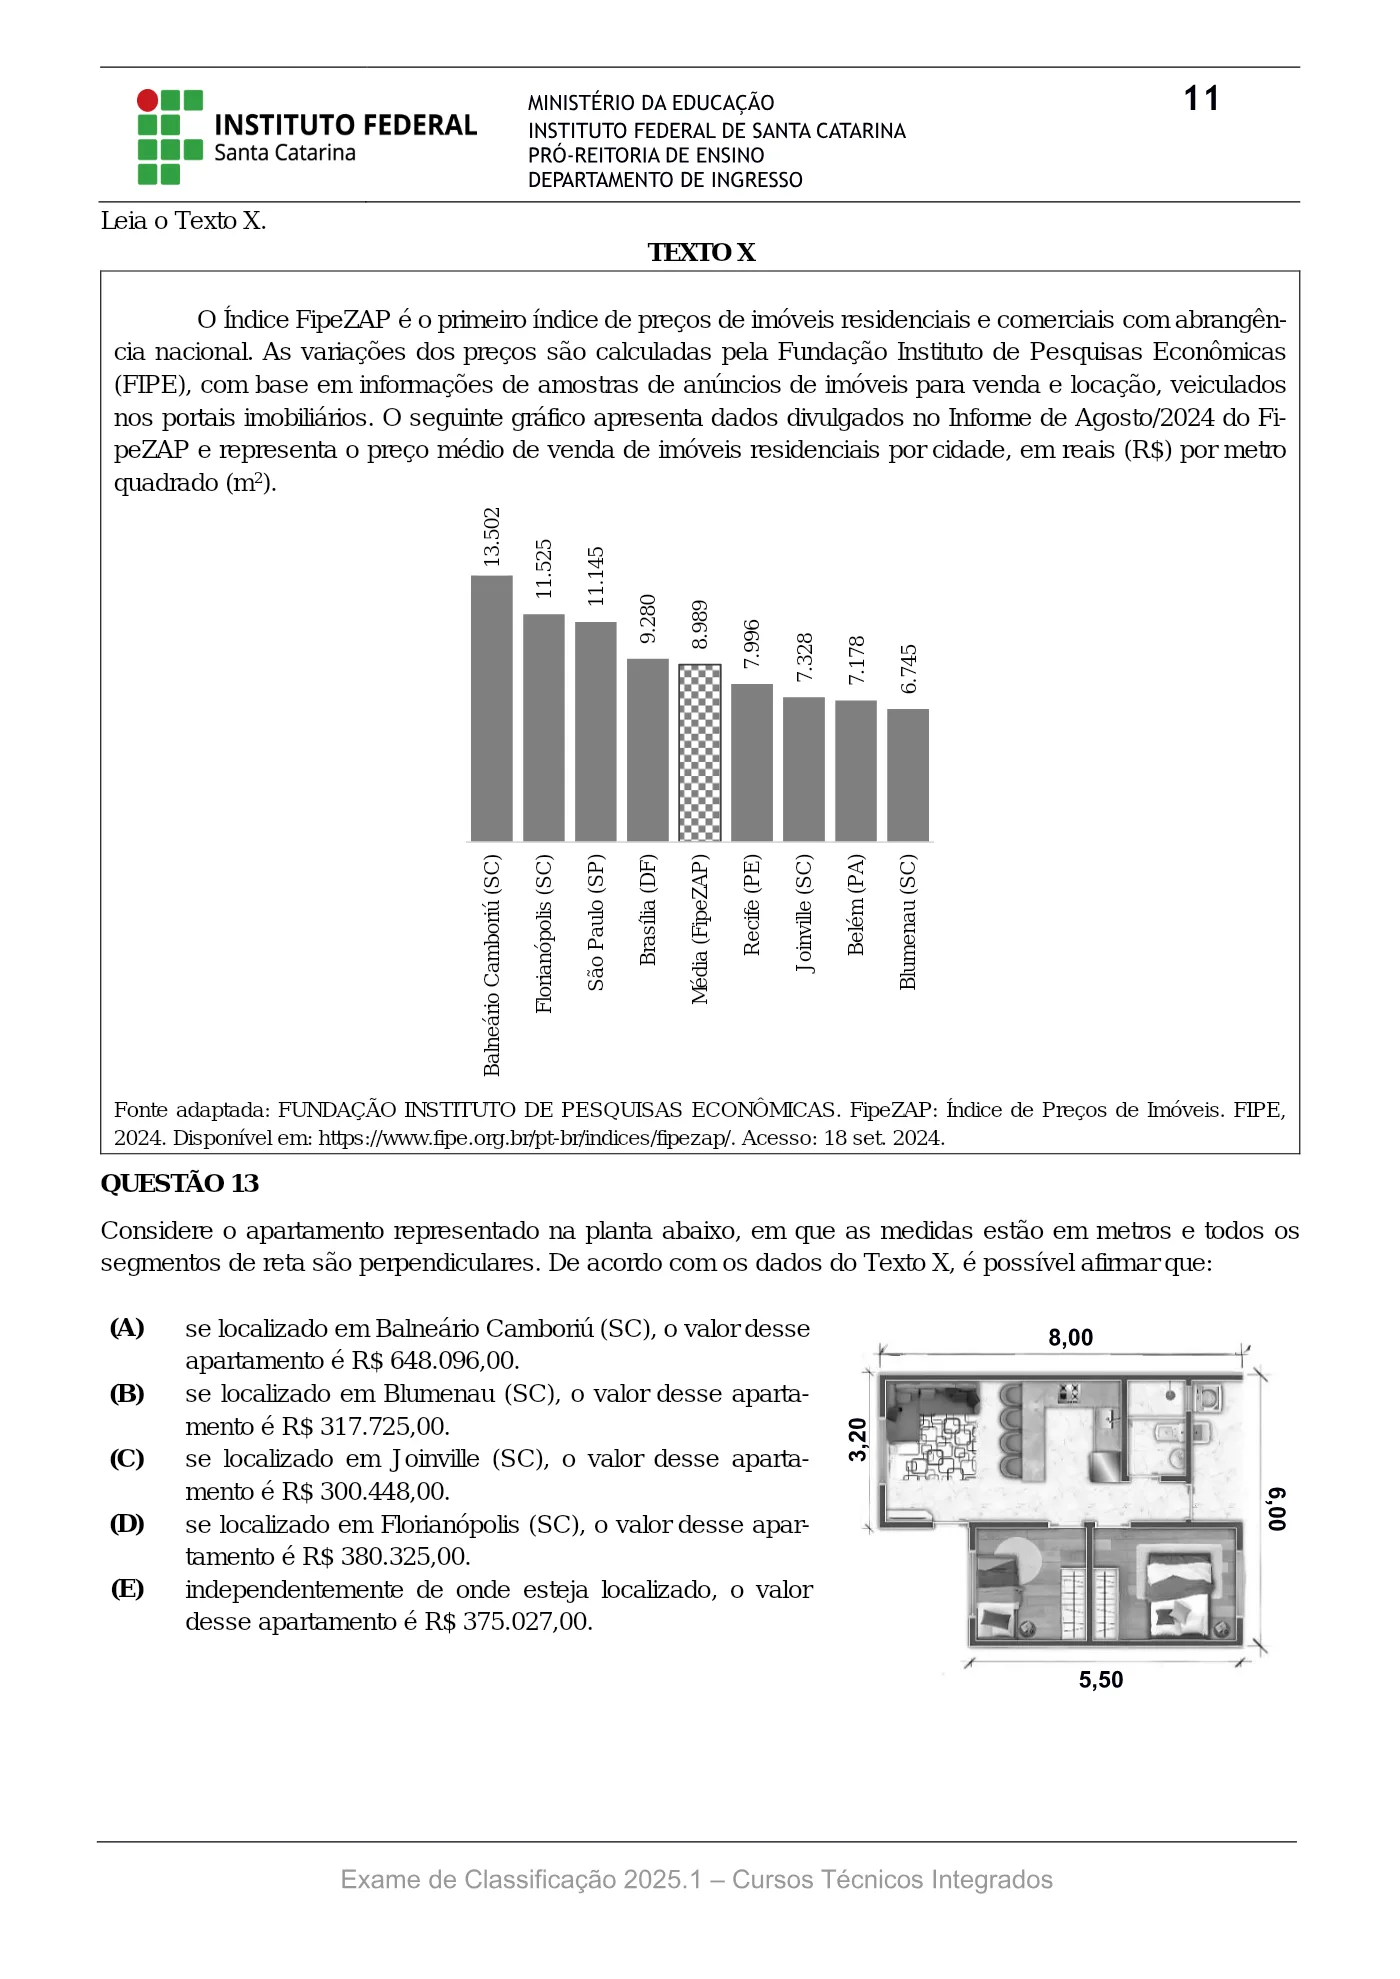 INSTITUTO FEDERAL
Santa Catarina
MINISTÉRIO DA EDUCAÇÃO
INSTITUTO FEDERAL DE SANTA CATARINA
PRÓ-REITORIA DE ENSINO
DEPARTAMENTO DE INGRESSO
11
Leia o Texto X.
TEXTO X
O Índice FipeZAP é o primeiro índice de preços de imóveis residenciais e comerciais com abrangên-
cia nacional. As variações dos preços são calculadas pela Fundação Instituto de Pesquisas Econômicas
(FIPE), com base em informações de amostras de anúncios de imóveis para venda e locação, veiculados
nos portais imobiliários. O seguinte gráfico apresenta dados divulgados no Informe de Agosto/2024 do Fi-
peZAP e representa o preço médio de venda de imóveis residenciais por cidade, em reais (R$) por metro
quadrado (m²).
13.502
11.525
11.145
9.280
8.989
7.996
7.328
7.178
6.745
Balneário Camboriú (SC)
Florianópolis (SC)
São Paulo (SP)
Brasília (DF)
Média (FipeZAP)
Recife (PE)
Joinville (SC)
Belém (PA)
Blumenau (SC)
Fonte adaptada: FUNDAÇÃO INSTITUTO DE PESQUISAS ECONÔMICAS. FipeZAP: Índice de Preços de Imóveis. FIPE,
2024. Disponível em: https://www.fipe.org.br/pt-br/indices/fipezap/. Acesso: 18 set. 2024.
QUESTÃO 13
Considere o apartamento representado na planta abaixo, em que as medidas estão em metros e todos os
segmentos de reta são perpendiculares. De acordo com os dados do Texto X, é possível afirmar que:
(A) se localizado em Balneário Camboriú (SC), o valor desse
apartamento é R$ 648.096,00.
(B) se localizado em Blumenau (SC), o valor desse aparta-
mento é R$ 317.725,00.
(C) se localizado em Joinville (SC), o valor desse aparta-
mento é R$ 300.448,00.
(D) se localizado em Florianópolis (SC), o valor desse apar-
tamento é R$ 380.325,00.
(E) independentemente de onde esteja localizado, o valor
desse apartamento é R$ 375.027,00.
8,00
3,20
6,00
5,50
Exame de Classificação 2025.1 – Cursos Técnicos Integrados